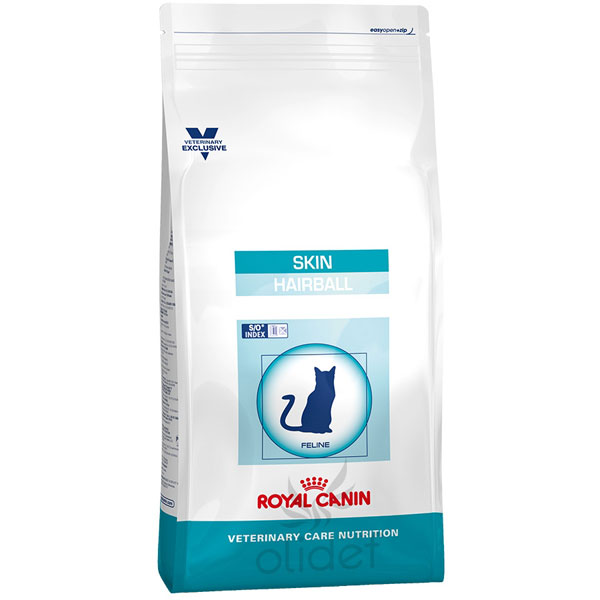 easyopen+zip
VETERINARY
EXCLUSIVE
SKIN
HAIRBALL
S/O*
INDEX
FELINE
ROYAL CANIN
VETERINARY CARE NUTRITION
olidet